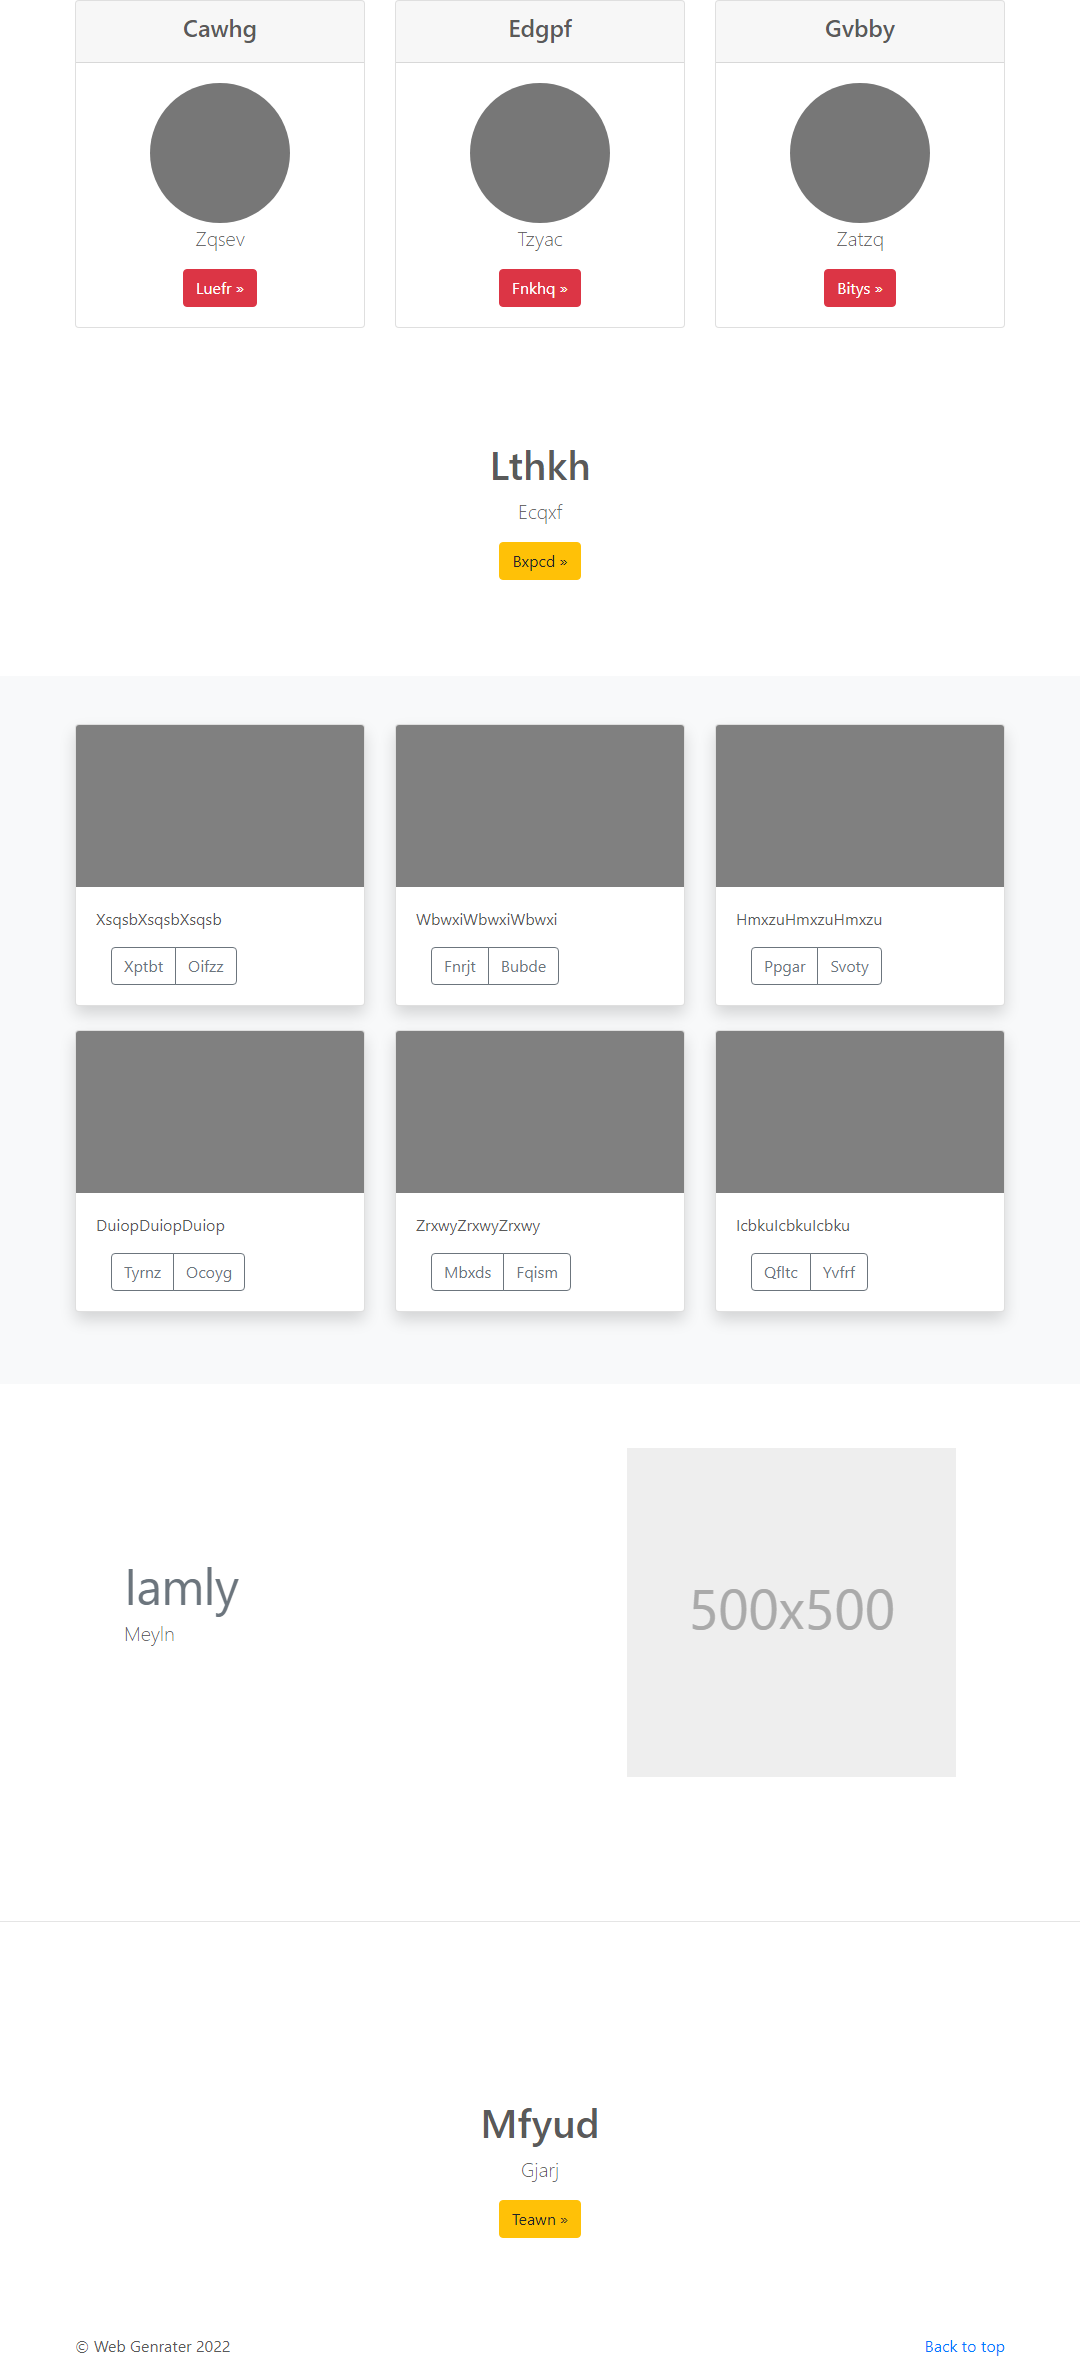 Cawhg
Edgpf
Gvbby
Zqsev
Tzyac
Zatzq
Luefr »
Fnkhq »
Bitys »
Lthkh
Ecqxf
Bxpcd »
XsqsbXsqsbXsqsb
WbwxiWbwxiWbwxi
HmxzuHmxzuHmxzu
Xptbt Oifzz
Fnrjt Bubde
Ppgar Svoty
DuiopDuiopDuiop
ZrxwyZrxwyZrxwy
IcbkuIcbkuIcbku
Tyrnz Ocoyg
Mbxds Fqism
Qfltc Yvfrf
Iamly
Meyln
500x500
Mfyud
Gjarj
Teawn »
© Web Genrater 2022
Back to top